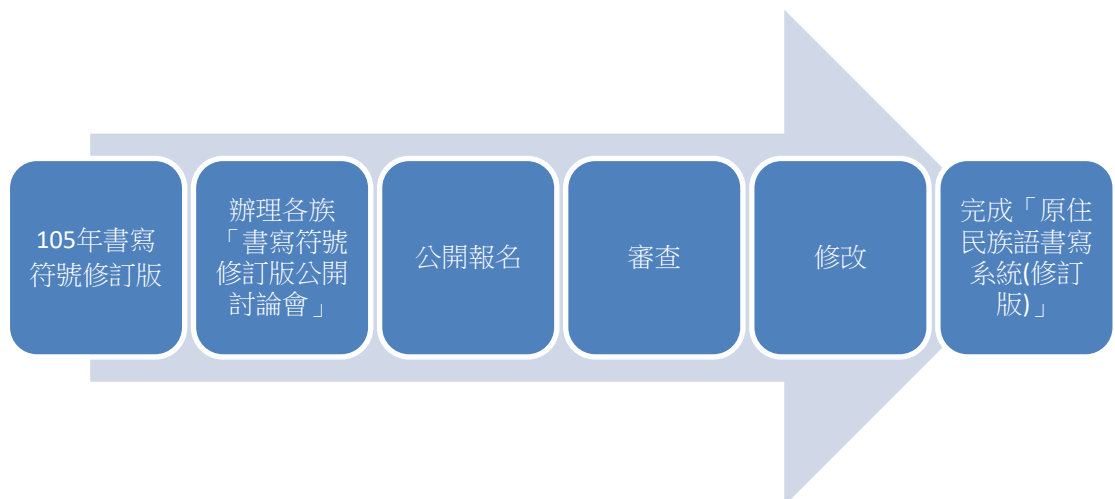 105年書寫
符號修訂版
辦理各族
「書寫符號
修訂版公開
討論會」
公開報名
審查
修改
完成「原住
民族語書寫
系統(修訂
版)」